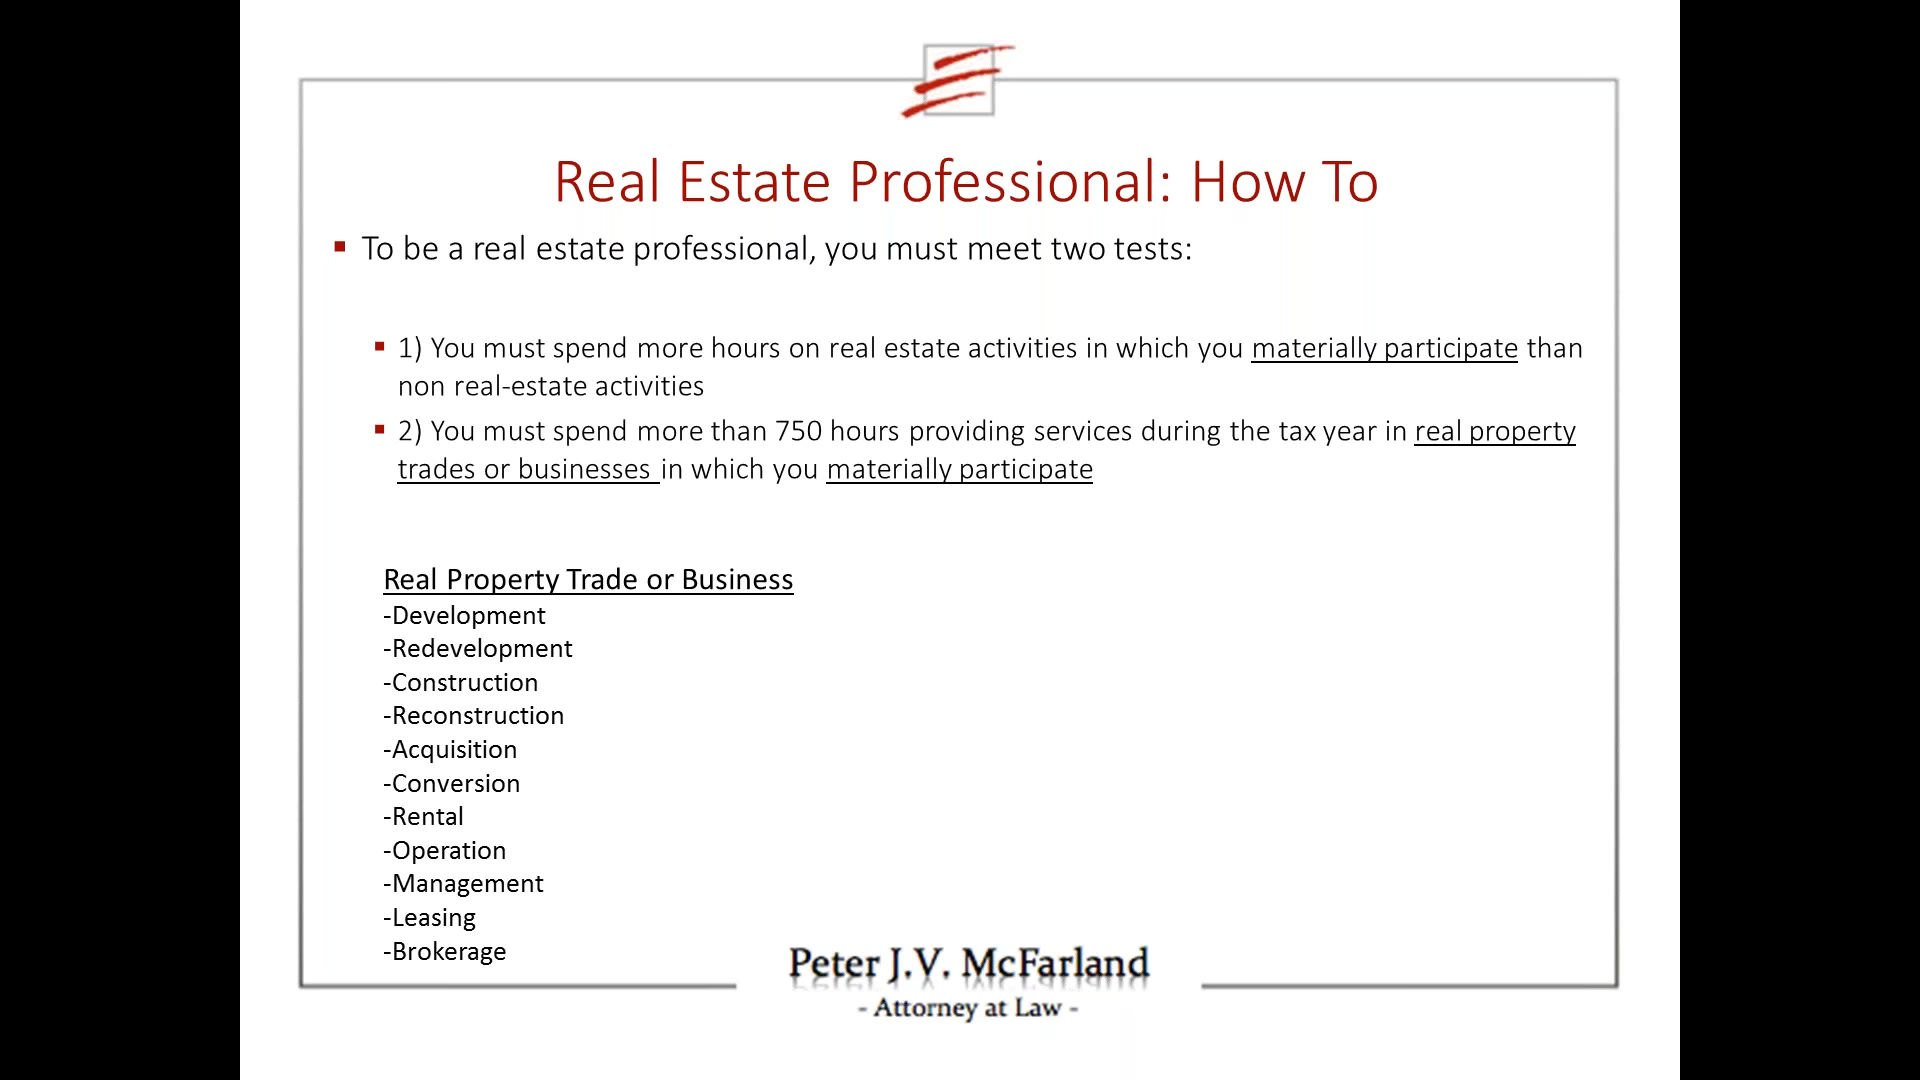 Real Estate Professional: How To
▪ To be a real estate professional, you must meet two tests:
▪ 1) You must spend more hours on real estate activities in which you materially participate than
non real-estate activities
▪ 2) You must spend more than 750 hours providing services during the tax year in real property
trades or businesses in which you materially participate
Real Property Trade or Business
-Development
-Redevelopment
-Construction
-Reconstruction
-Acquisition
-Conversion
-Rental
-Operation
-Management
-Leasing
-Brokerage
Peter J.V. McFarland
- Attorney at Law -